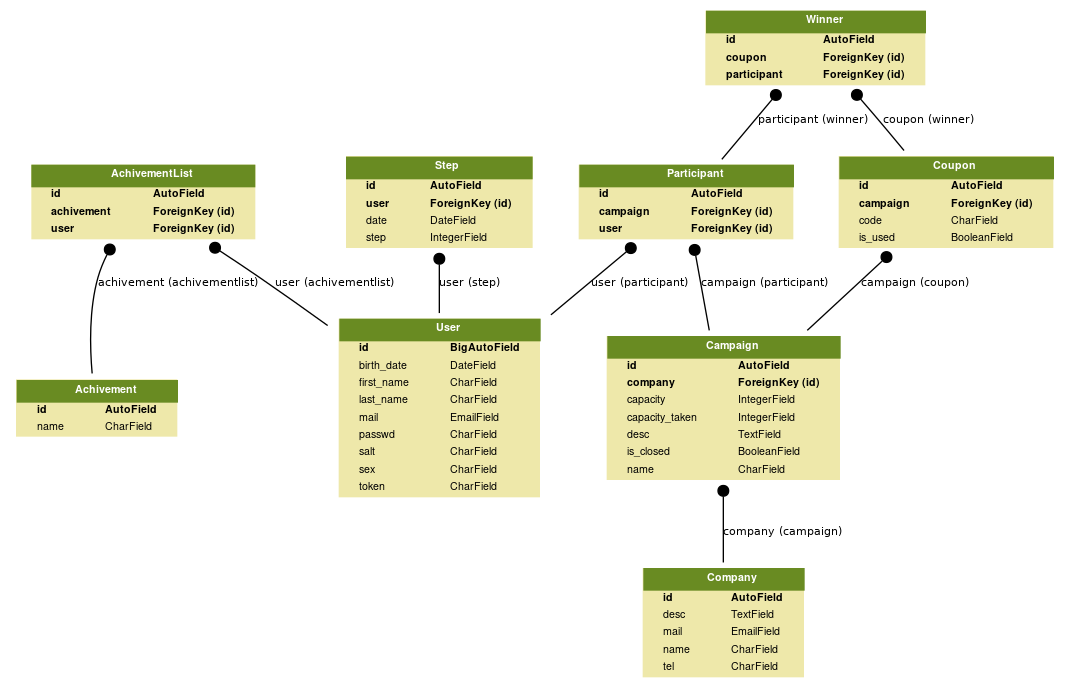 Winner
id AutoField
coupon ForeignKey (id)
participant ForeignKey (id)
participant (winner) coupon (winner)
AchivementList
id AutoField
achivement ForeignKey (id)
user ForeignKey (id)
Step
id AutoField
user ForeignKey (id)
date DateField
step IntegerField
Participant
id AutoField
campaign ForeignKey (id)
user ForeignKey (id)
Coupon
id AutoField
campaign ForeignKey (id)
code CharField
is_used BooleanField
achivement (achivementlist) user (achivementlist) user (step) user (participant) campaign (participant) campaign (coupon)
User
id BigAutoField
birth_date DateField
first_name CharField
last_name CharField
mail EmailField
passwd CharField
salt CharField
sex CharField
token CharField
Campaign
id AutoField
company ForeignKey (id)
capacity IntegerField
capacity_taken IntegerField
desc TextField
is_closed BooleanField
name CharField
Achivement
id AutoField
name CharField
company (campaign)
Company
id AutoField
desc TextField
mail EmailField
name CharField
tel CharField